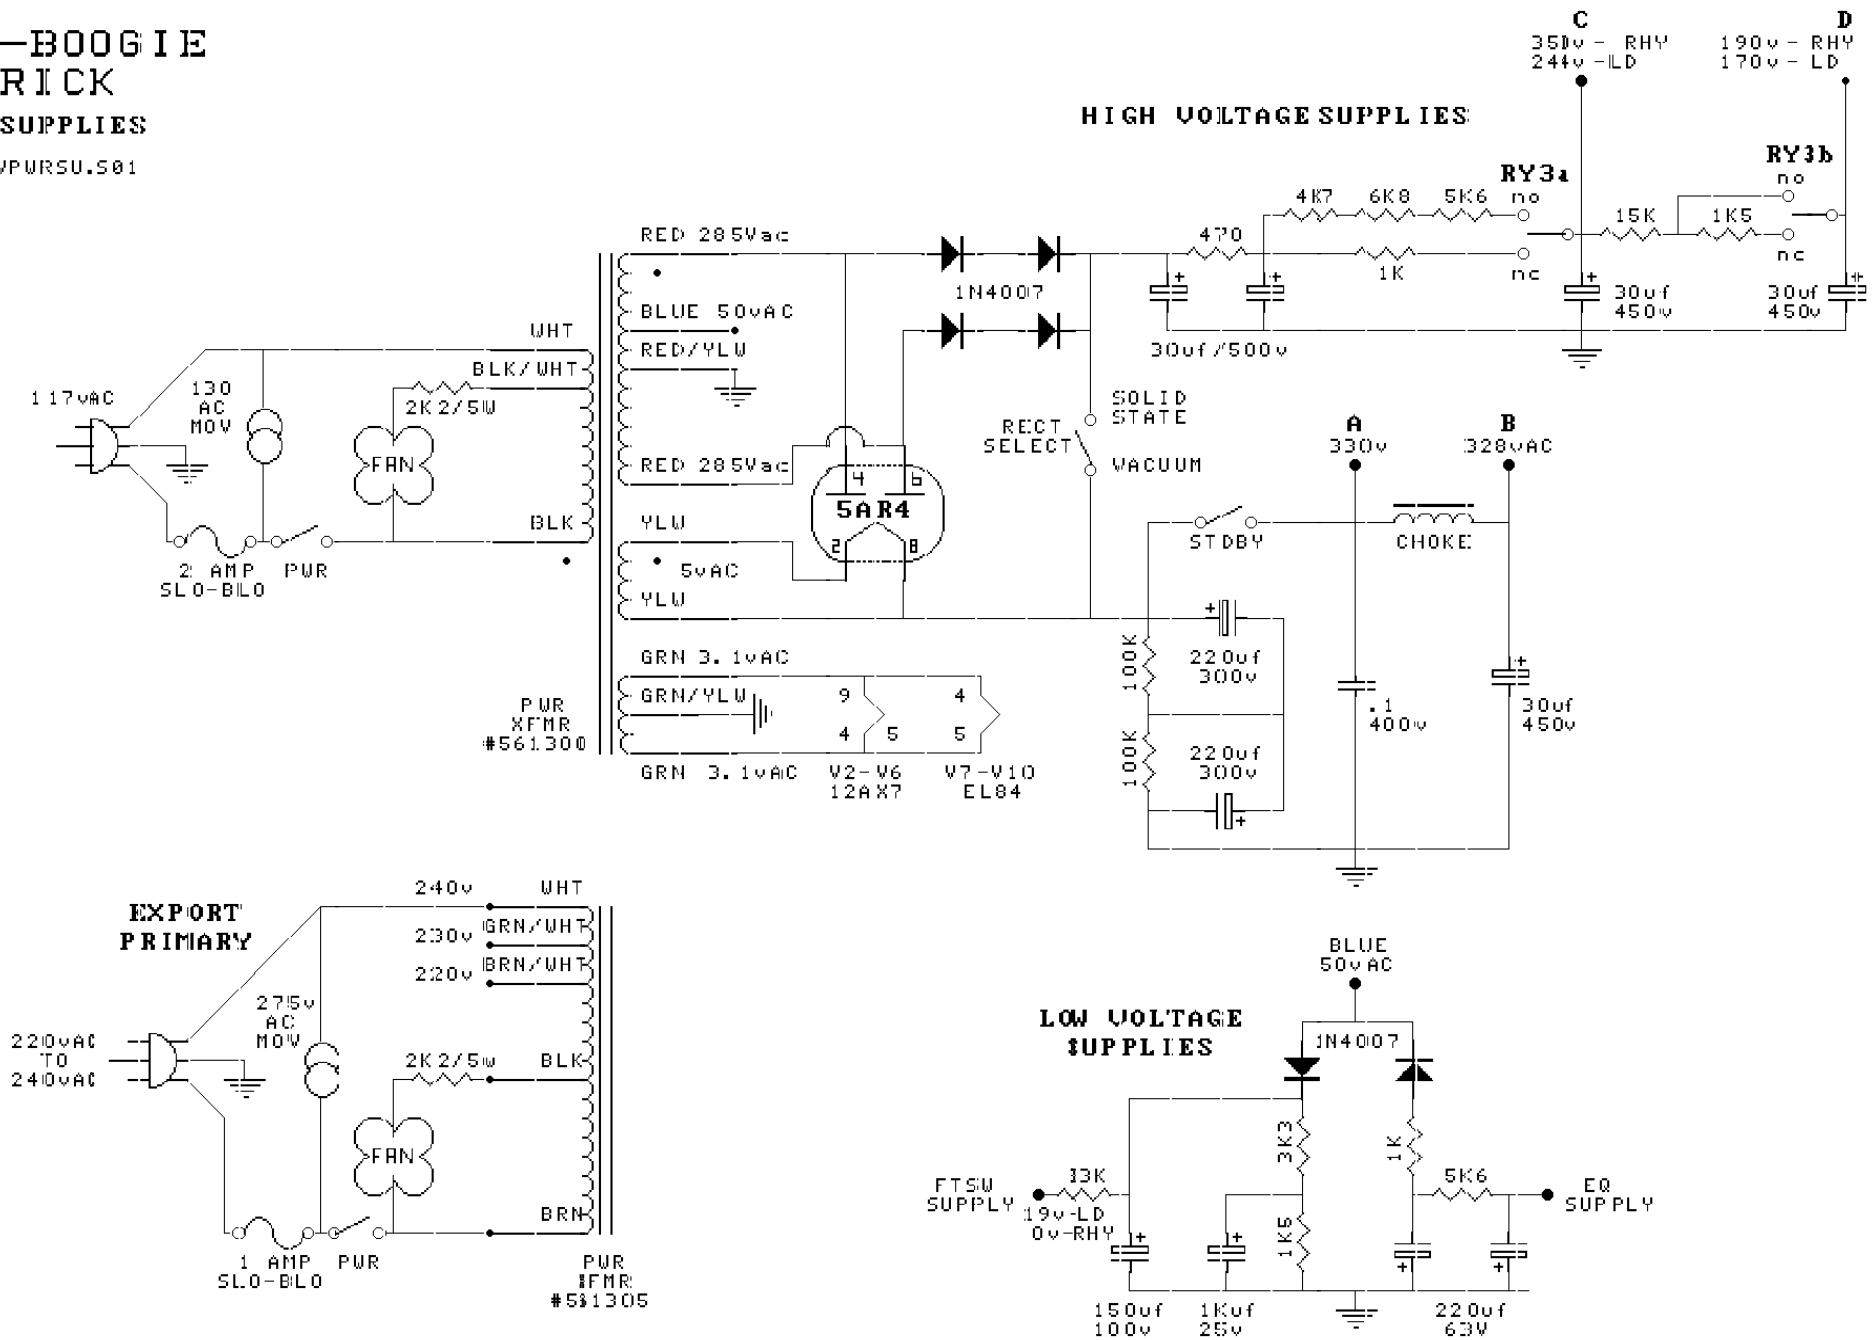 —BOOGIE
RICK
SUPPLIES
/PWRSU.S01
C
350v - RHY
244v -LD
D
190v - RHY
170v - LD
HIGH VOLTAGE SUPPLIES
RY3a
no
nc
RY3b
no
nc
4K7
6K8
5K6
15K
1K5
470
1K
RED 285Vac
1N4007
30uf/500v
30uf
450v
30uf
450v
BLUE 50vAC
RED/YLW
WHT
BLK/WHT
2K2/5W
117vAC
130
AC
MOV
FAN
RED 285Vac
BLK
2 AMP
SLO-BLO
PWR
YLW
5vAC
YLW
4
6
5AR4
2
8
RECT
SELECT
SOLID
STATE
VACUUM
A
330v
B
328vAC
STDBY
CHOKE
100K
220uf
300v
100K
220uf
300v
.1
400v
30uf
450v
GRN 3.1vAC
GRN/YLW
GRN 3.1vAC
PWR
XFMR
#561300
9
4
5
V2-V6
12AX7
4
5
V7-V10
EL84
EXPORT
PRIMARY
240v
WHT
230v
GRN/WHT
220v
BRN/WHT
220vAC
TO
240vAC
275v
AC
MOV
2K2/5W
BLK
FAN
BRN
1 AMP
SLO-BLO
PWR
PWR
XFMR
LOW VOLTAGE
SUPPLIES
BLUE
50vAC
1N4007
3K3
1K
FTSW
SUPPLY
19v-LD
0v-RHY
1K5
5K6
EQ
SUPPLY
150uf
100v
1Kuf
25v
220uf
63V